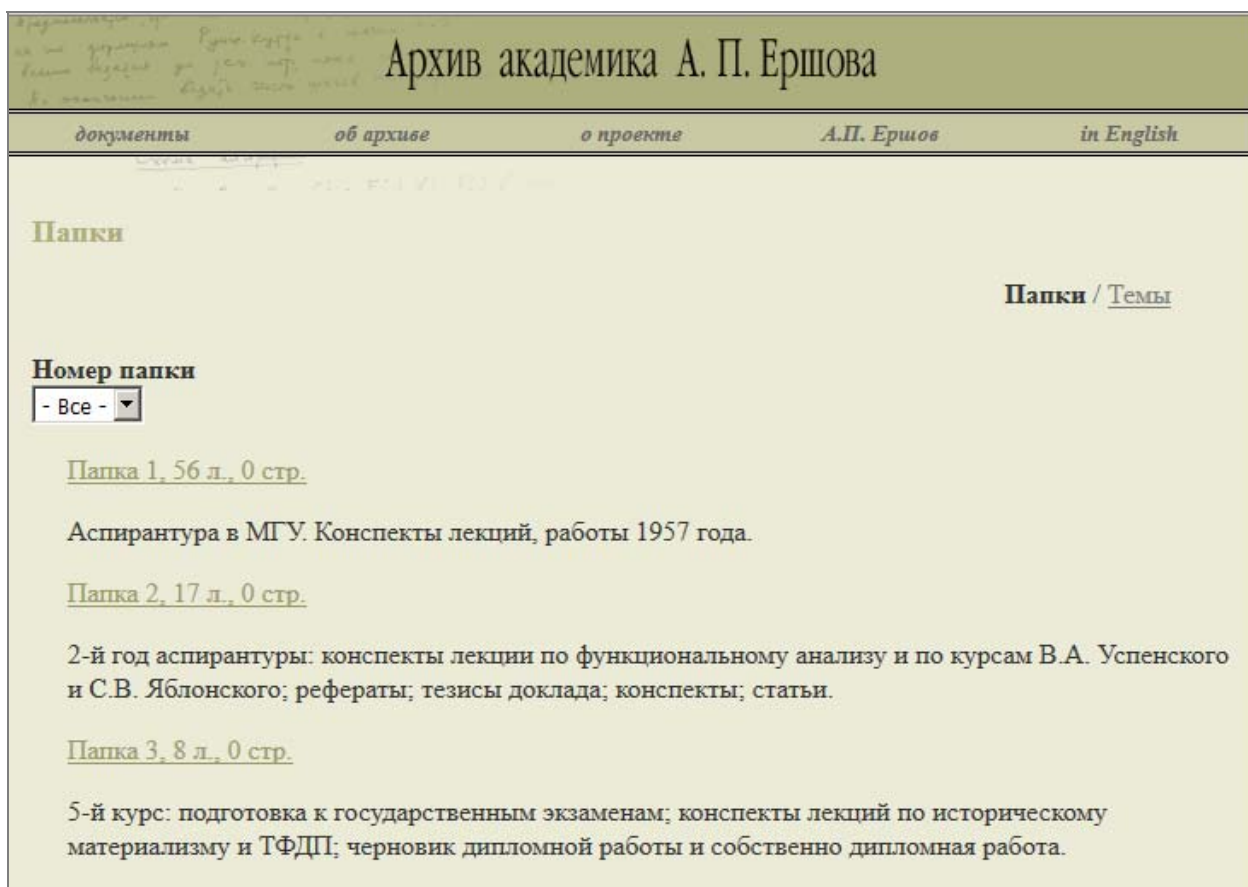 Архив академика А. П. Ершова
документы об архиве о проекте А.П. Ершов in English
Папки
Папки / Темы
Номер папки
- Все -
Папка 1, 56 л., 0 стр.
Аспирантура в МГУ. Конспекты лекций, работы 1957 года.
Папка 2, 17 л., 0 стр.
2-й год аспирантуры: конспекты лекции по функциональному анализу и по курсам В.А. Успенского
и С.В. Яблонского; рефераты; тезисы доклада; конспекты; статьи.
Папка 3, 8 л., 0 стр.
5-й курс: подготовка к государственным экзаменам; конспекты лекций по историческому
материализму и ТФДП; черновик дипломной работы и собственно дипломная работа.